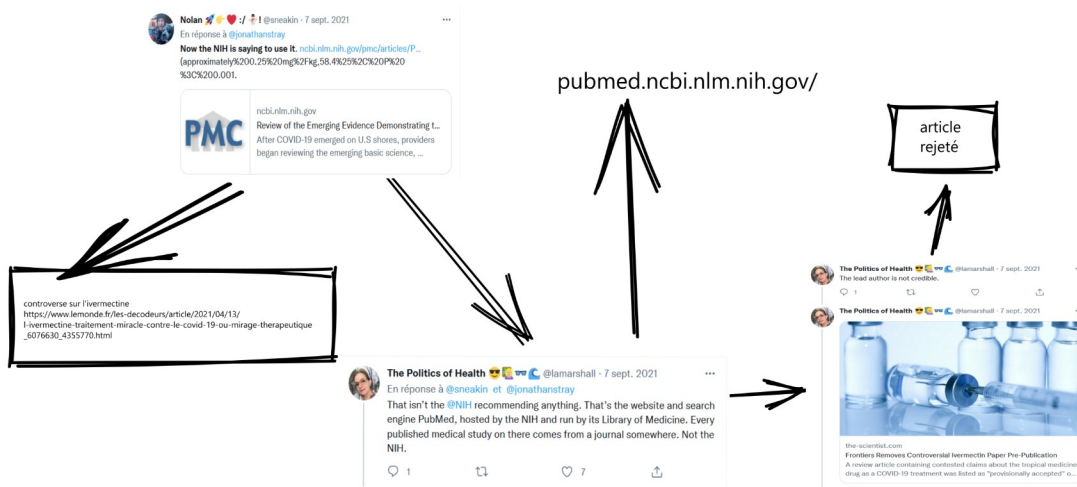 Nolan :/ ! @sneakin · 7 sept. 2021
En réponse à @jonathanstray
Now the NIH is saying to use it. ncbi.nlm.nih.gov/pmc/articles/P...
(approximately%200.25%20mg%2Fkg,58.4%25%2C%20P%20
%3C%200.001.
PMC
ncbi.nlm.nih.gov
Review of the Emerging Evidence Demonstrating t...
After COVID-19 emerged on U.S shores, providers
began reviewing the emerging basic science, ...
pubmed.ncbi.nlm.nih.gov/
article
rejeté
controverse sur l'ivermectine
https://www.lemonde.fr/les-decodeurs/article/2021/04/13/
l-ivermectine-traitement-miracle-contre-le-covid-19-ou-mirage-therapeutique
_6076630_4355770.html
The Politics of Health @lamarshall · 7 sept. 2021
En réponse à @sneakin et @jonathanstray
That isn't the @NIH recommending anything. That's the website and search
engine PubMed, hosted by the NIH and run by its Library of Medicine. Every
published medical study on there comes from a journal somewhere. Not the
NIH.
1 7
The Politics of Health @lamarshall · 7 sept. 2021
The lead author is not credible.
1
The Politics of Health @lamarshall · 7 sept. 2021
the-scientist.com
Frontiers Removes Controversial Ivermectin Paper Pre-Publication
A review article containing contested claims about the tropical medicine
drug as a COVID-19 treatment was listed as "provisionally accepted" o...